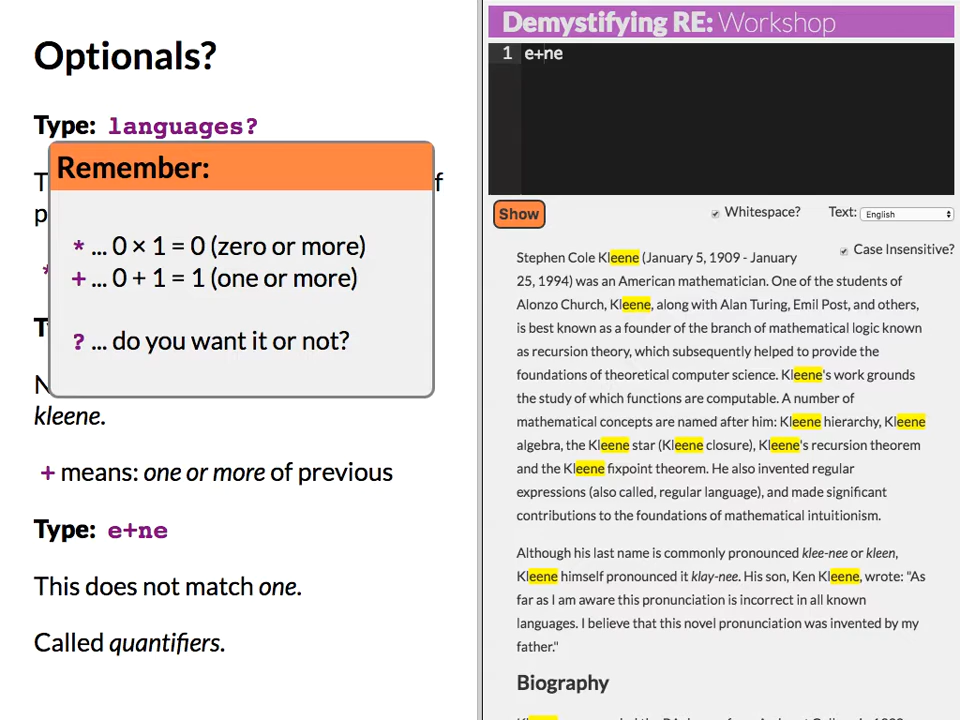 Optionals?
Type: languages?
Remember:
T
f
p
* ... 0 × 1 = 0 (zero or more)
+ ... 0 + 1 = 1 (one or more)
? ... do you want it or not?
kleene.
+ means: one or more of previous
Type: e+ne
This does not match one.
Called quantifiers.
Demystifying RE: Workshop
1 e+ne
Show
Whitespace?
Text: English
Case Insensitive?
Stephen Cole Kleene (January 5, 1909 - January
25, 1994) was an American mathematician. One of the students of
Alonzo Church, Kleene, along with Alan Turing, Emil Post, and others,
is best known as a founder of the branch of mathematical logic known
as recursion theory, which subsequently helped to provide the
foundations of theoretical computer science. Kleene's work grounds
the study of which functions are computable. A number of
mathematical concepts are named after him: Kleene hierarchy, Kleene
algebra, the Kleene star (Kleene closure), Kleene's recursion theorem
and the Kleene fixpoint theorem. He also invented regular
expressions (also called, regular language), and made significant
contributions to the foundations of mathematical intuitionism.
Although his last name is commonly pronounced klee-nee or kleen,
Kleene himself pronounced it klay-nee. His son, Ken Kleene, wrote: "As
far as I am aware this pronunciation is incorrect in all known
languages. I believe that this novel pronunciation was invented by my
father."
Biography